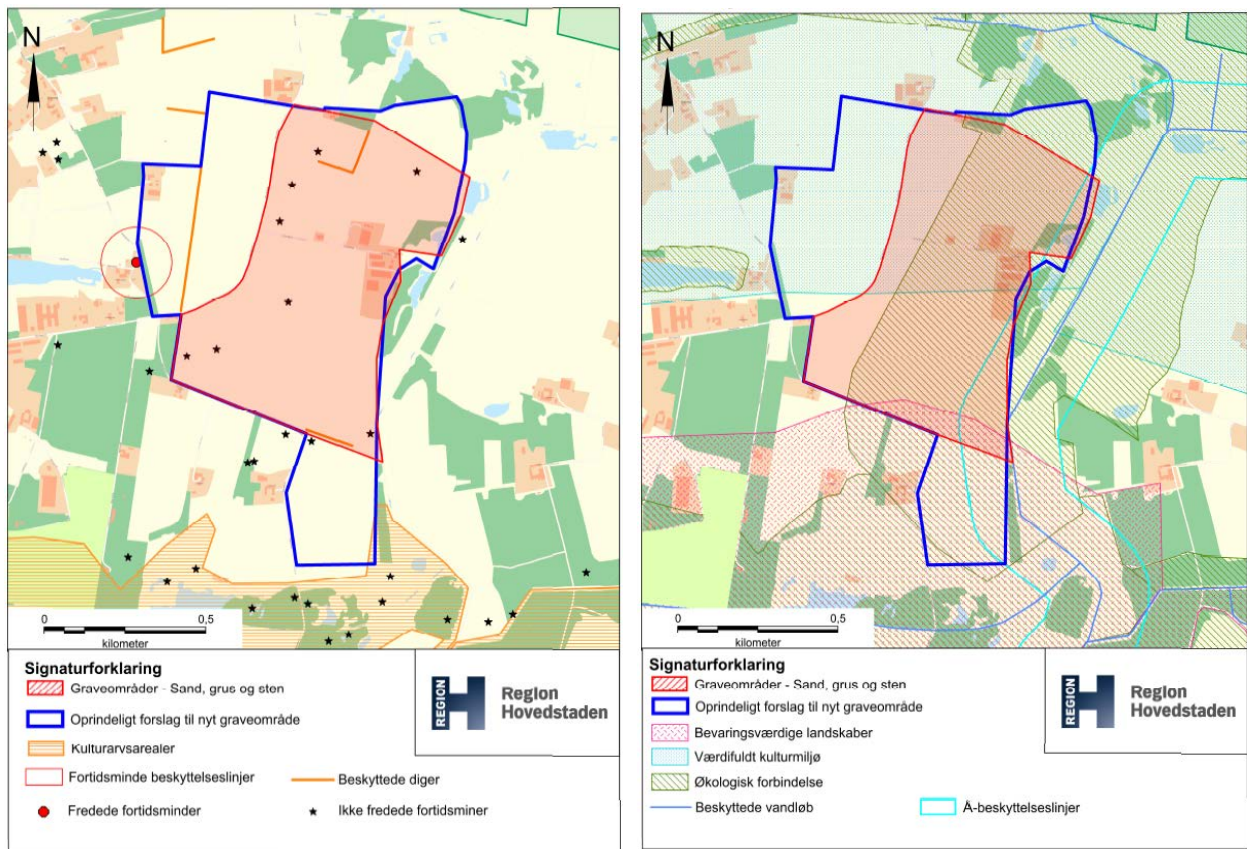 N
0
0,5
kilometer
Signaturforklaring
Graveområder - Sand, grus og sten
Oprindeligt forslag til nyt graveområde
Kulturarvsarealer
Fortidsminde beskyttelseslinjer
Beskyttede diger
Fredede fortidsminder
Ikke fredede fortidsminer
REGION
Region
Hovedstaden
N
0
0,5
kilometer
Signaturforklaring
Graveområder - Sand, grus og sten
Oprindeligt forslag til nyt graveområde
Bevaringsværdige landskaber
Værdifuldt kulturmiljø
Økologisk forbindelse
Beskyttede vandløb
Å-beskyttelseslinjer
REGION
Region
Hovedstaden